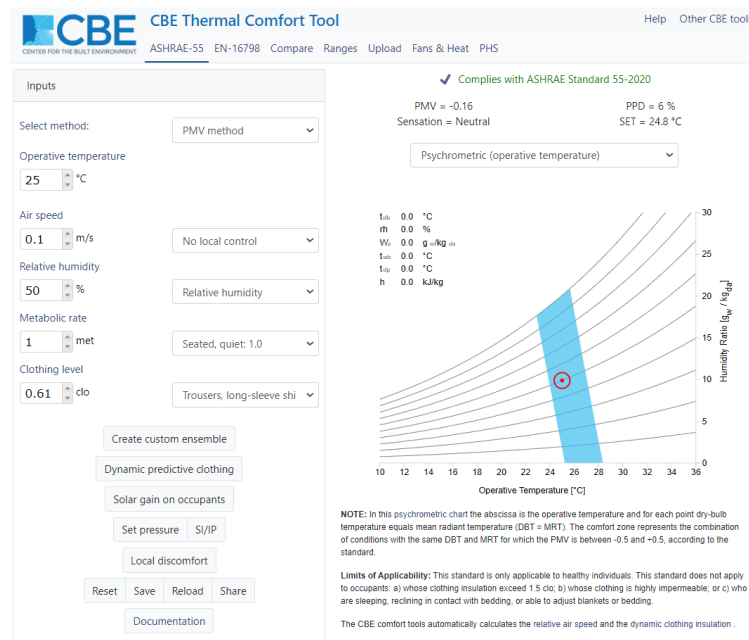 CBE
CENTER FOR THE BUILT ENVIRONMENT
CBE Thermal Comfort Tool
Help Other CBE tools
ASHRAE-55 EN-16798 Compare Ranges Upload Fans & Heat PHS
Inputs
Select method:
PMV method
Operative temperature
25 °C
Air speed
0.1 m/s
No local control
Relative humidity
50 %
Relative humidity
Metabolic rate
1 met
Seated, quiet: 1.0
Clothing level
0.61 clo
Trousers, long-sleeve shi
Create custom ensemble
Dynamic predictive clothing
Solar gain on occupants
Set pressure SI/IP
Local discomfort
Reset Save Reload Share
Documentation
✓ Complies with ASHRAE Standard 55-2020
PMV = -0.16 PPD = 6 %
Sensation = Neutral SET = 24.8 °C
Psychrometric (operative temperature)
tdb 0.0 °C
rh 0.0 %
Wa 0.0 g w/kg da
twb 0.0 °C
tdp 0.0 °C
h 0.0 kJ/kg
30
25
20
15
10
5
0
Humidity Ratio [gw / kgda]
10 12 14 16 18 20 22 24 26 28 30 32 34 36
Operative Temperature [°C]
NOTE: In this psychrometric chart the abscissa is the operative temperature and for each point dry-bulb
temperature equals mean radiant temperature (DBT = MRT). The comfort zone represents the combination
of conditions with the same DBT and MRT for which the PMV is between -0.5 and +0.5, according to the
standard.
Limits of Applicability: This standard is only applicable to healthy individuals. This standard does not apply
to occupants: a) whose clothing insulation exceed 1.5 clo; b) whose clothing is highly impermeable; or c) who
are sleeping, reclining in contact with bedding, or able to adjust blankets or bedding.
The CBE comfort tools automatically calculates the relative air speed and the dynamic clothing insulation .